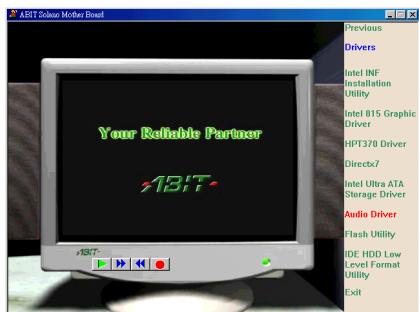 ABIT Solano Mother Board
Previous
Drivers
Intel INF
Installation
Utility
Intel 815 Graphic
Driver
HPT370 Driver
Directx7
Intel Ultra ATA
Storage Driver
Audio Driver
Flash Utility
IDE HDD Low
Level Format
Utility
Exit
Your Reliable Partner
ABIT
ABIT